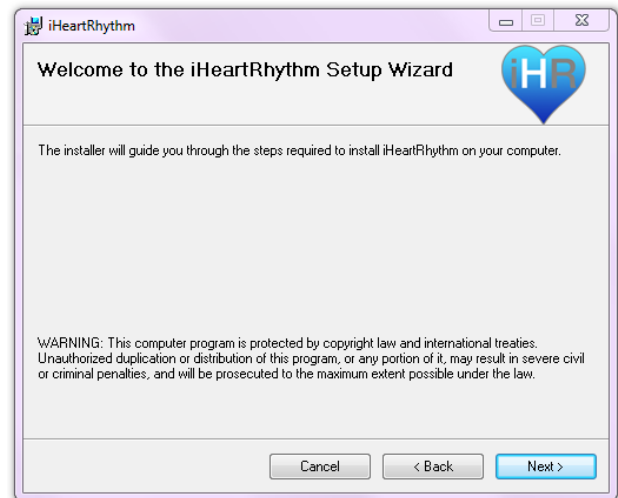 iHeartRhythm
Welcome to the iHeartRhythm Setup Wizard
iHR
The installer will guide you through the steps required to install iHeartRhythm on your computer.
WARNING: This computer program is protected by copyright law and international treaties.
Unauthorized duplication or distribution of this program, or any portion of it, may result in severe civil
or criminal penalties, and will be prosecuted to the maximum extent possible under the law.
Cancel
< Back
Next >